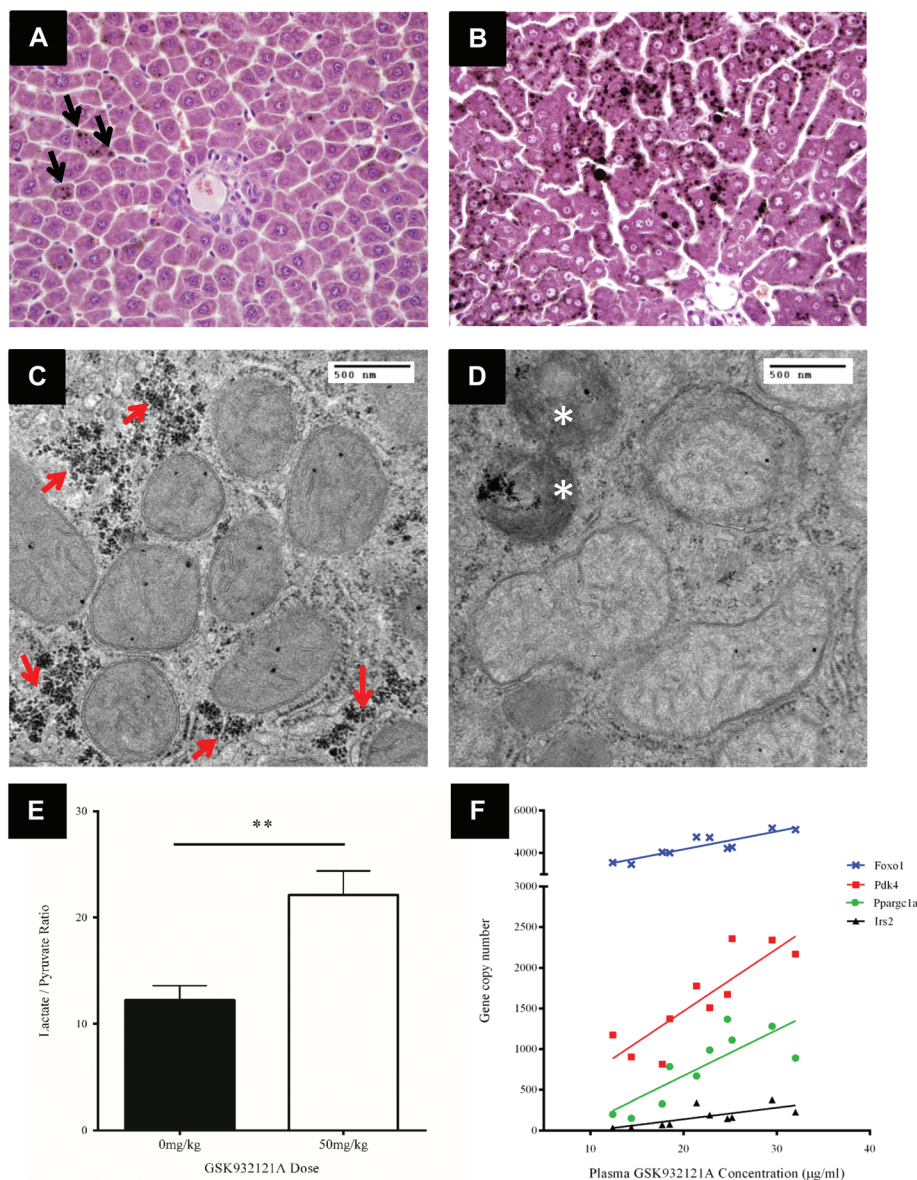 A
B
C
500 nm
D
500 nm
*
*
E
30
20
10
0
**
Lactate / Pyruvate Ratio
0mg/kg
50mg/kg
GSK932121A Dose
F
6000
4000
3000
2500
2000
1500
1000
500
0
Gene copy number
10
20
30
40
Plasma GSK932121A Concentration (μg/ml)
Foxo1
Pdk4
Ppargc1a
Irs2